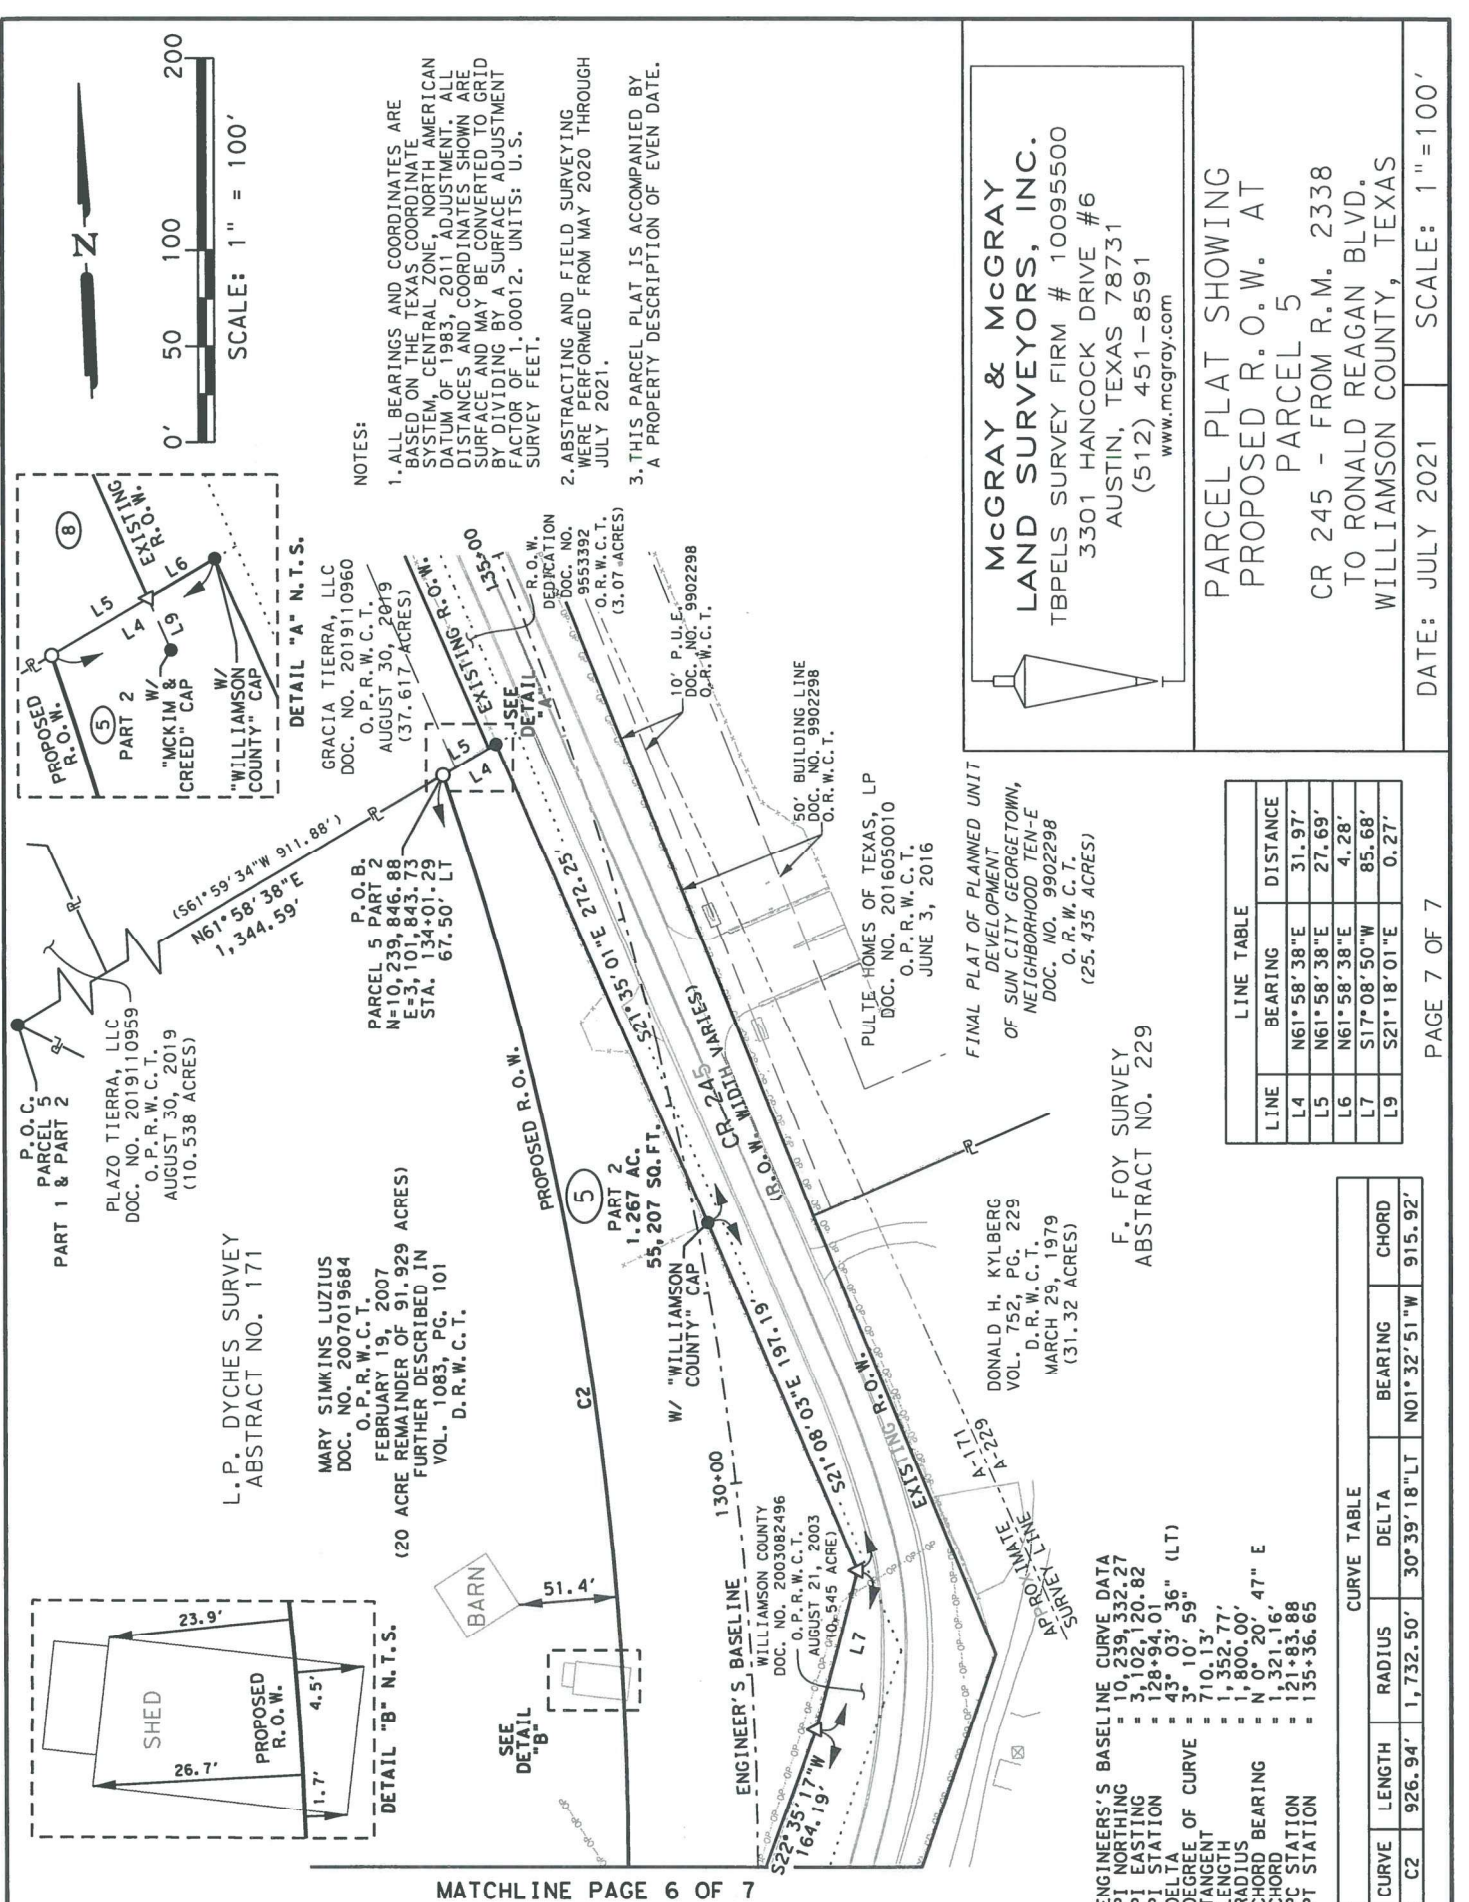 P.O.C.
PARCEL 5
PART 1 & PART 2
PLAZO TIERRA, LLC
DOC. NO. 2019110959
O.P.R.W.C.T.
AUGUST 30, 2019
(10.538 ACRES)
(S61°59'34"W 911.88')
N61°58'38"E
1,344.59'
L.P. DYCHES SURVEY
ABSTRACT NO. 171
MARY SIMKINS LUZIUS
DOC. NO. 2007019684
O.P.R.W.C.T.
FEBRUARY 19, 2007
(20 ACRE REMAINDER OF 91.929 ACRES)
FURTHER DESCRIBED IN
VOL. 1083, PG. 101
D.R.W.C.T.
P.O.B.
PARCEL 5 PART 2
N=10,239,846.88
E=3,101,843.73
STA. 134+01.29
67.50' LT
GRACIA TIERRA, LLC
DOC. NO. 2019110960
O.P.R.W.C.T.
AUGUST 30, 2019
(37.617 ACRES)
PROPOSED
R.O.W.
5
PART 2
8
EXISTING
R.O.W.
L5
L4
L6
L9
W/
"MCKIM &
CREED" CAP
W/
"WILLIAMSON
COUNTY" CAP
DETAIL "A" N.T.S.
N
0'
50
100
200
SCALE: 1" = 100'
NOTES:
1. ALL BEARINGS AND COORDINATES ARE
BASED ON THE TEXAS COORDINATE
SYSTEM, CENTRAL ZONE, NORTH AMERICAN
DATUM OF 1983, 2011 ADJUSTMENT. ALL
DISTANCES AND COORDINATES SHOWN ARE
SURFACE AND MAY BE CONVERTED TO GRID
BY DIVIDING BY A SURFACE ADJUSTMENT
FACTOR OF 1.00012. UNITS: U.S.
SURVEY FEET.
2. ABSTRACTING AND FIELD SURVEYING
WERE PERFORMED FROM MAY 2020 THROUGH
JULY 2021.
3. THIS PARCEL PLAT IS ACCOMPANIED BY
A PROPERTY DESCRIPTION OF EVEN DATE.
SHED
23.9'
26.7'
4.5'
1.7'
PROPOSED
R.O.W.
DETAIL "B" N.T.S.
BARN
51.4'
SEE
DETAIL
"B"
C2
PROPOSED R.O.W.
5
PART 2
1.267 AC.
55,207 SQ.FT.
L5
L4
SEE
DETAIL
"A"
EXISTING R.O.W.
135+00
R.O.W.
DEDICATION
DOC. NO.
9553392
O.R.W.C.T.
(3.07 ACRES)
S21°35'01"E 272.25'
CR 245
(R.O.W. WIDTH VARIES)
W/ "WILLIAMSON
COUNTY" CAP
S21°08'03"E 197.19'
130+00
ENGINEER'S BASELINE
WILLIAMSON COUNTY
DOC. NO. 2003082496
O.P.R.W.C.T.
AUGUST 21, 2003
(0.545 ACRE)
L7
S22°35'17"W
164.19'
MATCHLINE PAGE 6 OF 7
EXISTING R.O.W.
10' P.U.E.
DOC. NO. 9902298
O.R.W.C.T.
50' BUILDING LINE
DOC. NO. 9902298
O.R.W.C.T.
PULTE HOMES OF TEXAS, LP
DOC. NO. 2016050010
O.P.R.W.C.T.
JUNE 3, 2016
FINAL PLAT OF PLANNED UNIT
DEVELOPMENT
OF SUN CITY GEORGETOWN,
NEIGHBORHOOD TEN-E
DOC. NO. 9902298
O.R.W.C.T.
(25.435 ACRES)
DONALD H. KYLBERG
VOL. 752, PG. 229
D.R.W.C.T.
MARCH 29, 1979
(31.32 ACRES)
F. FOY SURVEY
ABSTRACT NO. 229
A-171
A-229
APPROXIMATE
SURVEY LINE
ENGINEERS'S BASELINE CURVE DATA
PI NORTHING = 10,239,332.27
PI EASTING = 3,102,120.82
PI STATION = 128+94.01
DELTA = 43° 03' 36" (LT)
DEGREE OF CURVE = 3° 10' 59"
TANGENT = 710.13'
LENGTH = 1,352.77'
RADIUS = 1,800.00'
CHORD BEARING = N 0° 20' 47" E
CHORD = 1,321.16'
PC STATION = 121+83.88
PT STATION = 135+36.65
CURVE TABLE
CURVE LENGTH RADIUS DELTA BEARING CHORD
C2 926.94' 1,732.50' 30°39'18"LT N01°32'51"W 915.92'
LINE TABLE
LINE BEARING DISTANCE
L4 N61°58'38"E 31.97'
L5 N61°58'38"E 27.69'
L6 N61°58'38"E 4.28'
L7 S17°08'50"W 85.68'
L9 S21°18'01"E 0.27'
PAGE 7 OF 7
McGRAY & McGRAY
LAND SURVEYORS, INC.
TBPELS SURVEY FIRM # 10095500
3301 HANCOCK DRIVE #6
AUSTIN, TEXAS 78731
(512) 451-8591
www.mcgray.com
PARCEL PLAT SHOWING
PROPOSED R.O.W. AT
PARCEL 5
CR 245 - FROM R.M. 2338
TO RONALD REAGAN BLVD.
WILLIAMSON COUNTY, TEXAS
DATE: JULY 2021
SCALE: 1"=100'